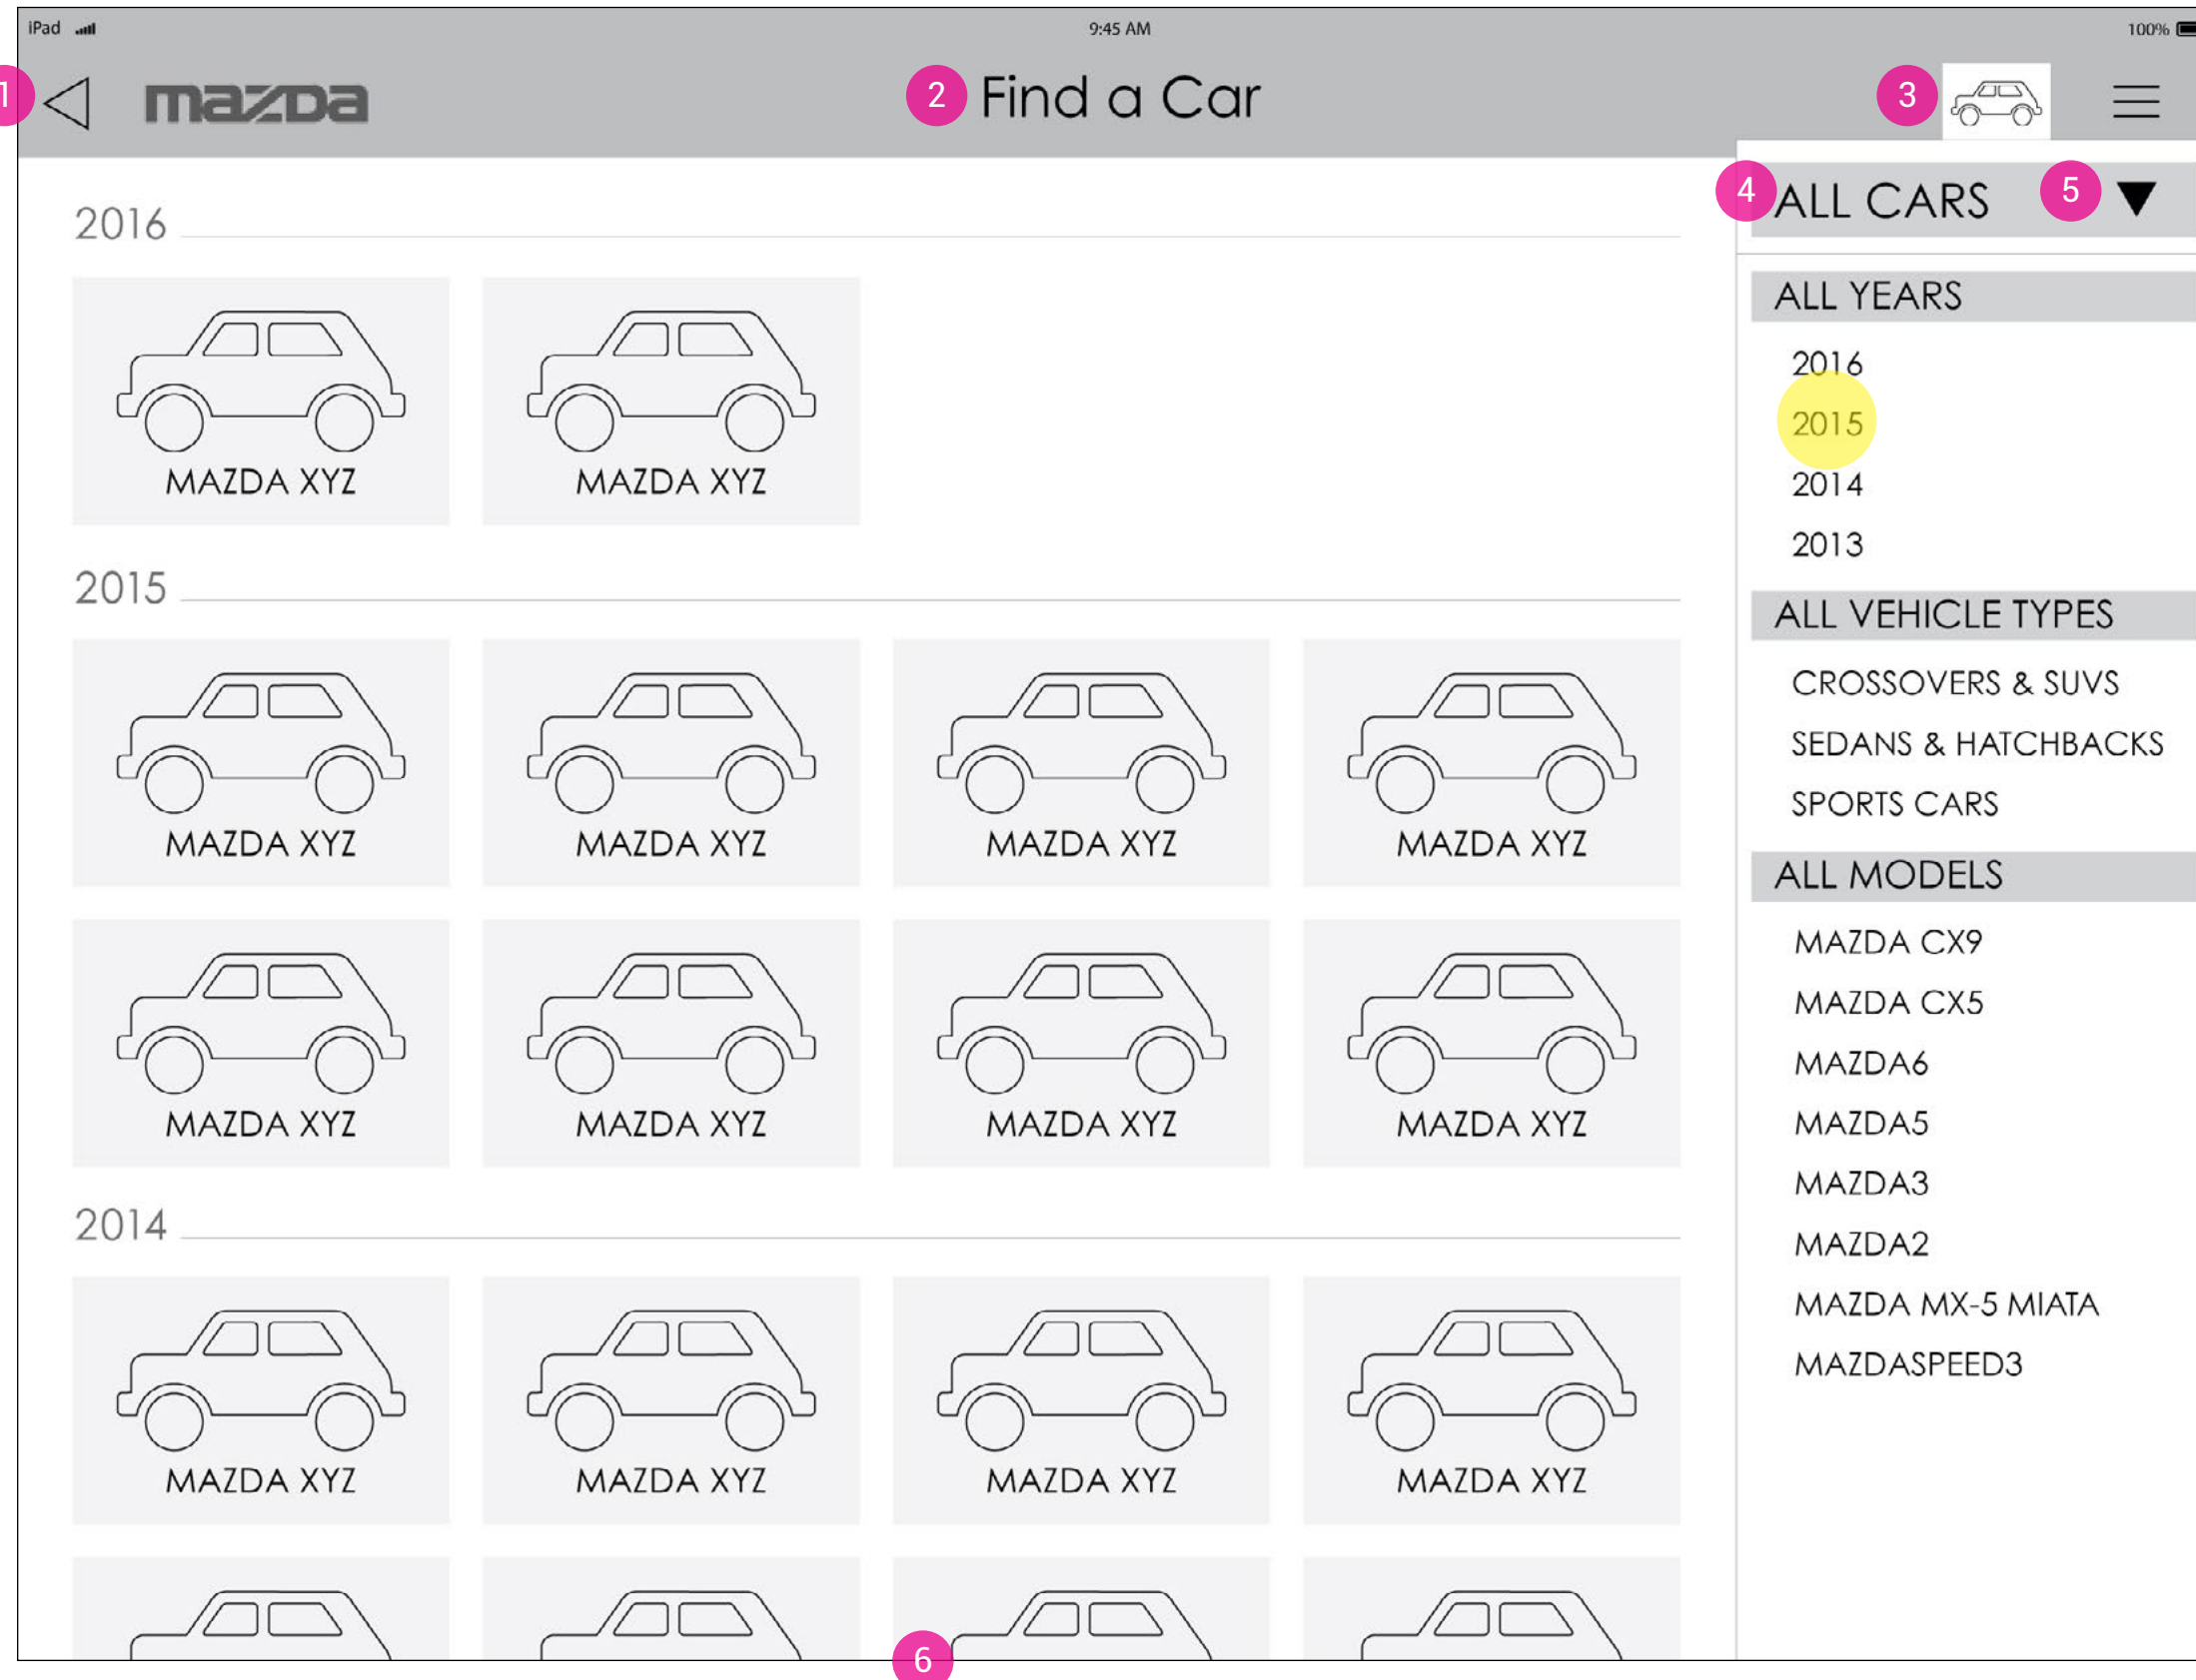 iPad
9:45 AM
100%
1
mazda
2
Find a Car
3
2016
MAZDA XYZ
MAZDA XYZ
2015
MAZDA XYZ
MAZDA XYZ
MAZDA XYZ
MAZDA XYZ
MAZDA XYZ
MAZDA XYZ
MAZDA XYZ
MAZDA XYZ
2014
MAZDA XYZ
MAZDA XYZ
MAZDA XYZ
MAZDA XYZ
6
4
ALL CARS
5
ALL YEARS
2016
2015
2014
2013
ALL VEHICLE TYPES
CROSSOVERS & SUVS
SEDANS & HATCHBACKS
SPORTS CARS
ALL MODELS
MAZDA CX9
MAZDA CX5
MAZDA6
MAZDA5
MAZDA3
MAZDA2
MAZDA MX-5 MIATA
MAZDASPEED3